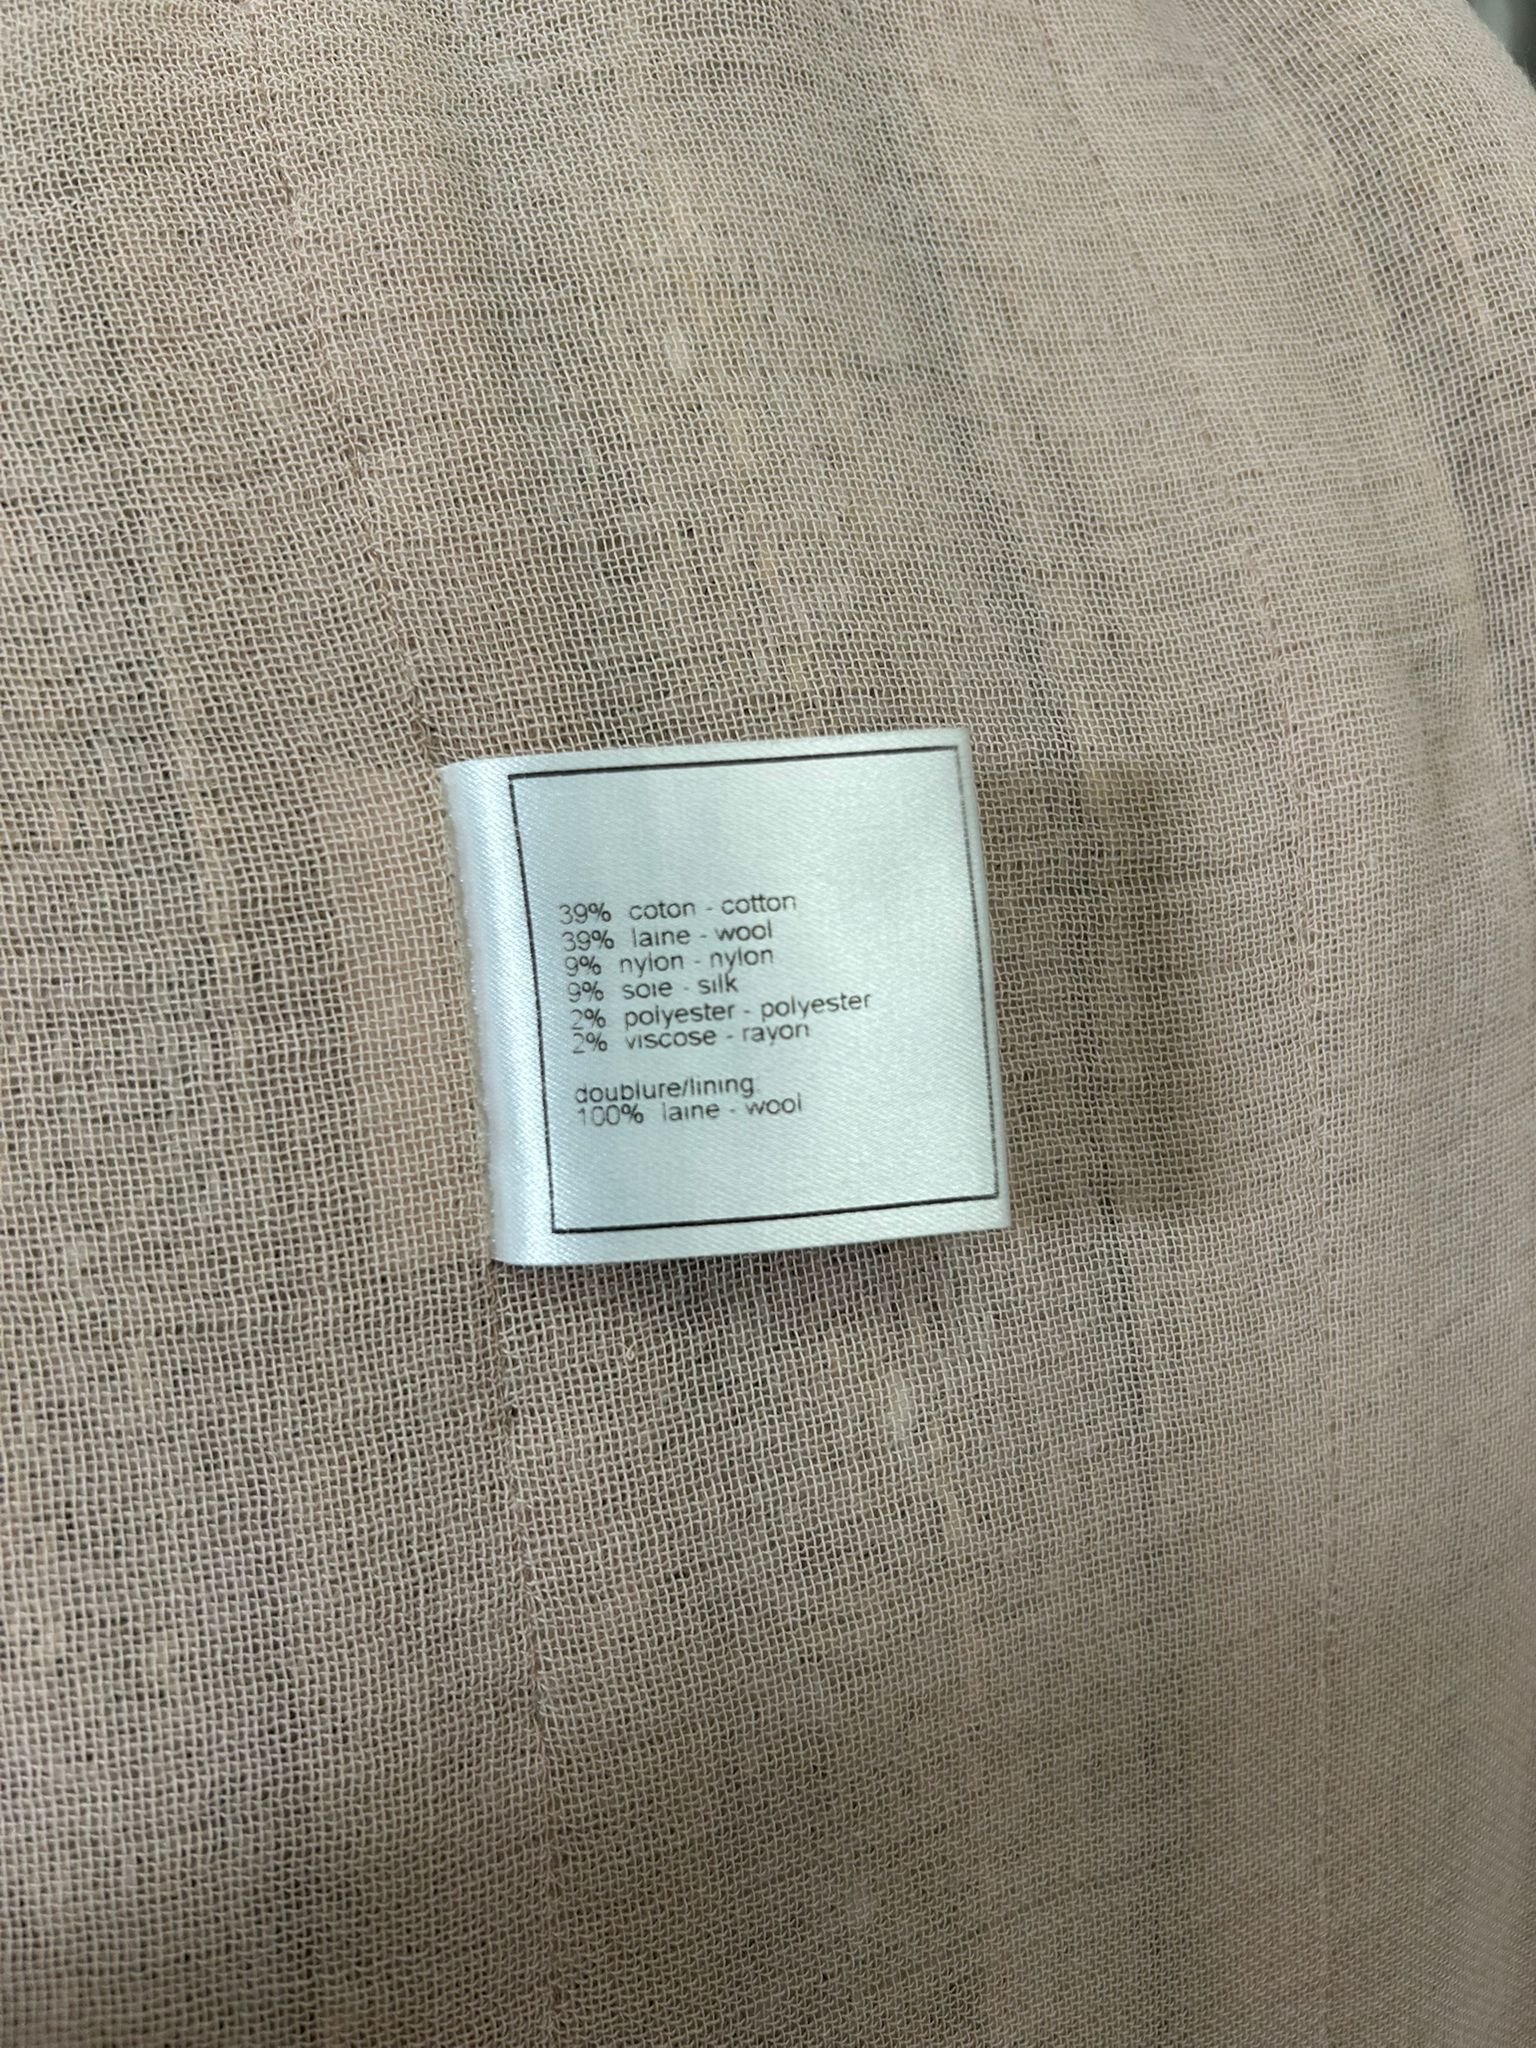 39% coton - cotton
39% laine - wool
9% nylon - nylon
9% soie - silk
2% polyester - polyester
2% viscose - rayon
doublure/lining:
100% laine - wool